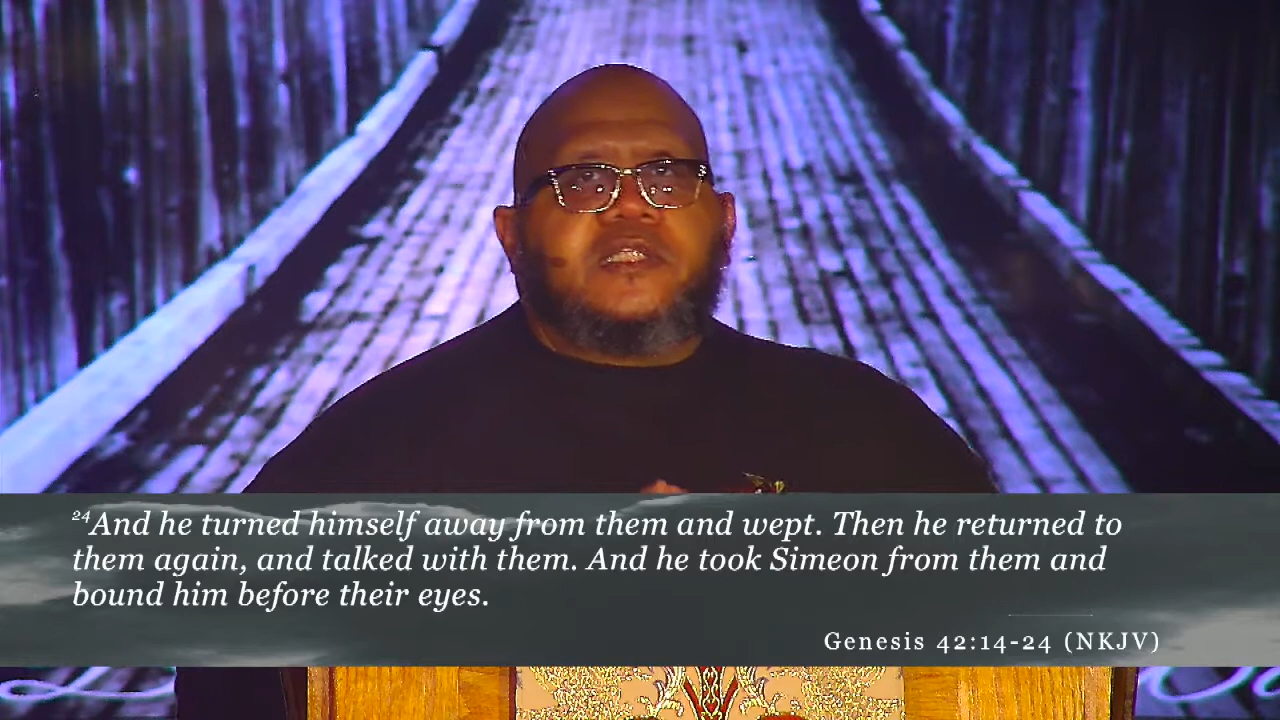 ²⁴And he turned himself away from them and wept. Then he returned to
them again, and talked with them. And he took Simeon from them and
bound him before their eyes.
Genesis 42:14-24 (NKJV)